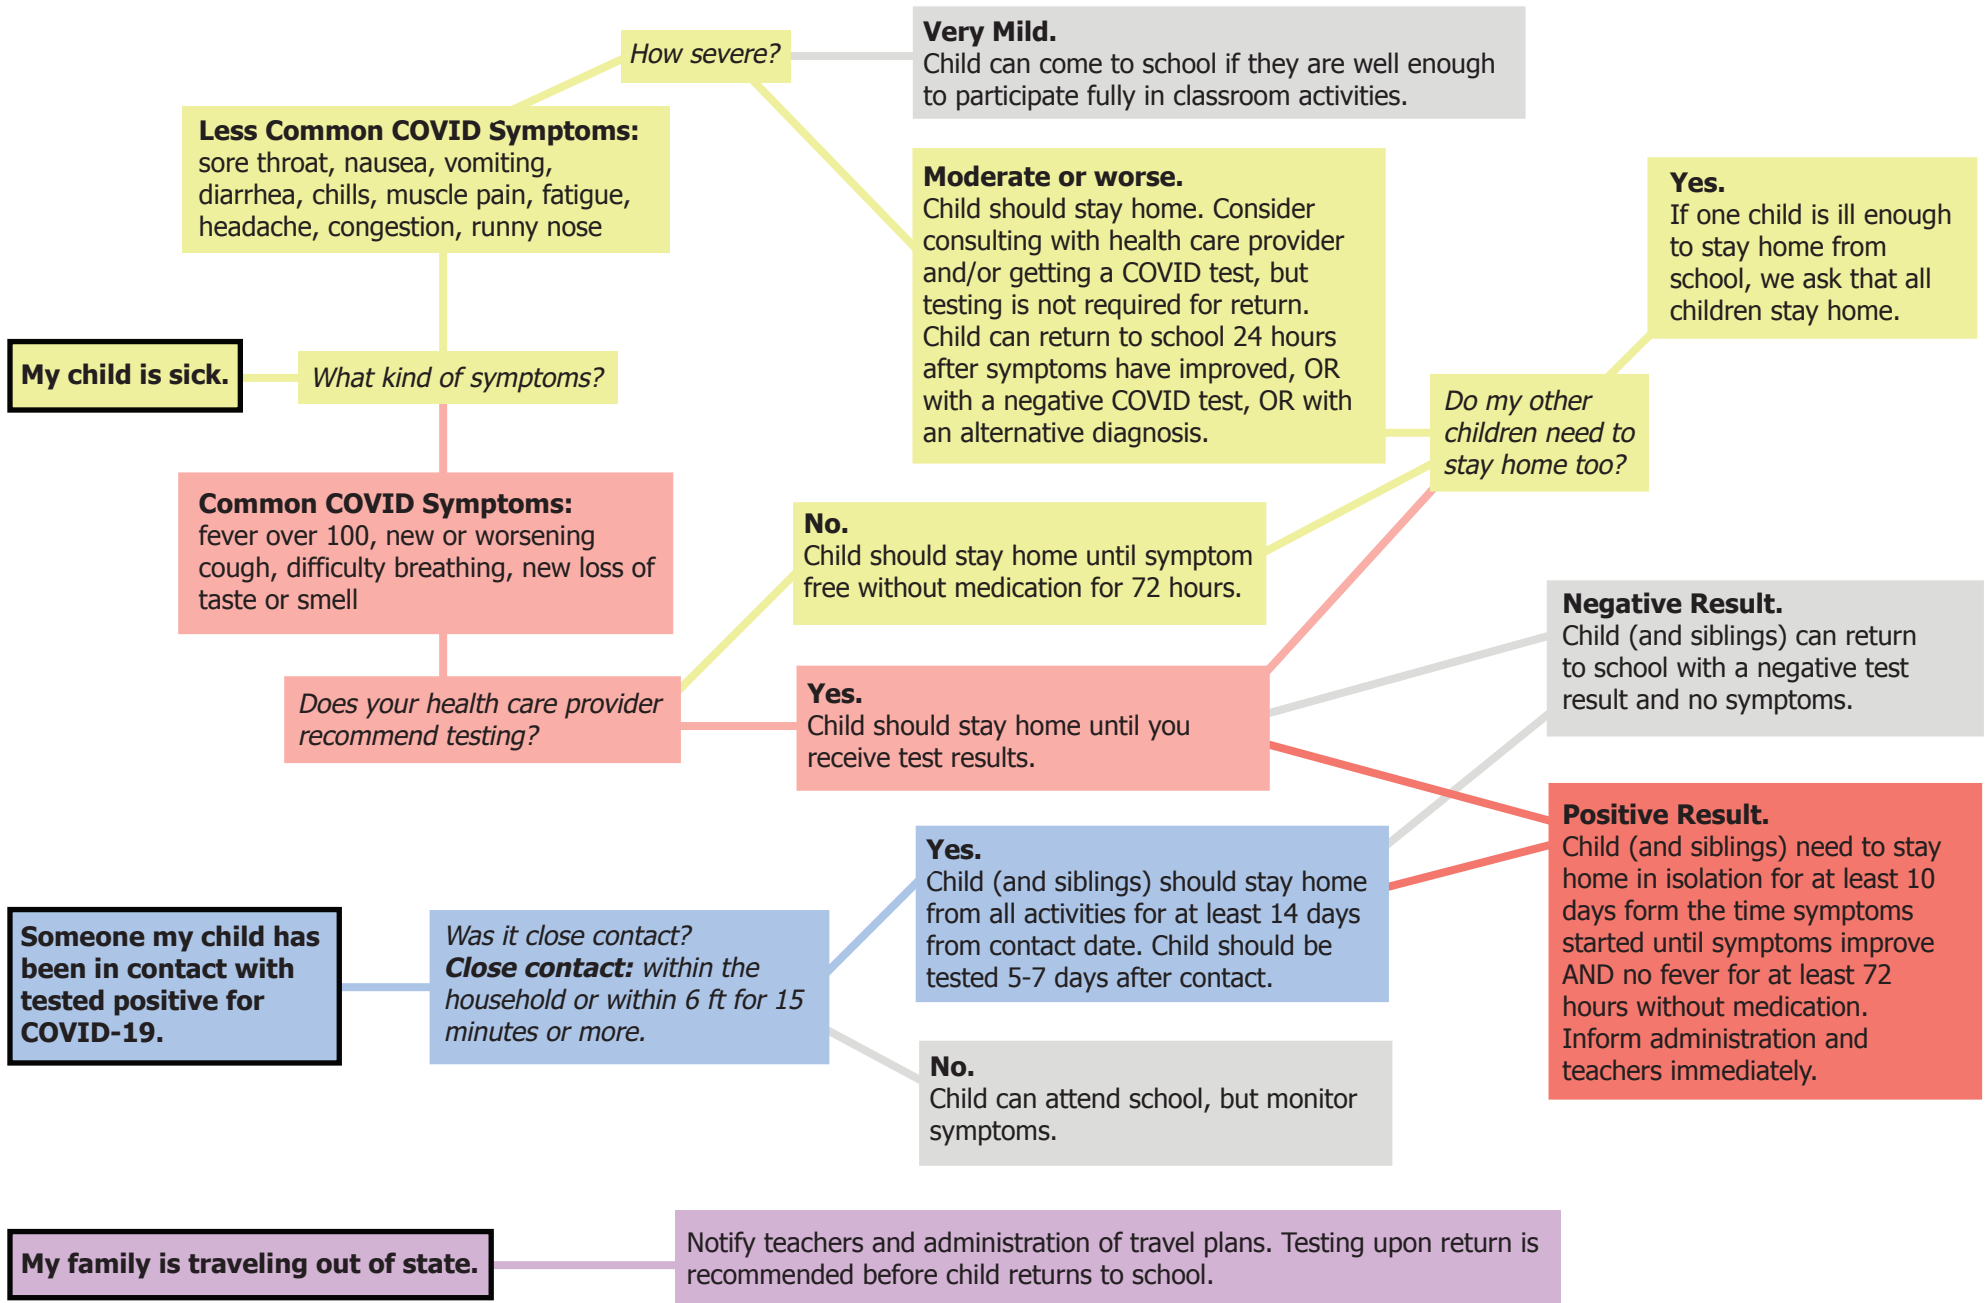 How severe?
Very Mild.
Child can come to school if they are well enough
to participate fully in classroom activities.
Less Common COVID Symptoms:
sore throat, nausea, vomiting,
diarrhea, chills, muscle pain, fatigue,
headache, congestion, runny nose
Moderate or worse.
Child should stay home. Consider
consulting with health care provider
and/or getting a COVID test, but
testing is not required for return.
Child can return to school 24 hours
after symptoms have improved, OR
with a negative COVID test, OR with
an alternative diagnosis.
Yes.
If one child is ill enough
to stay home from
school, we ask that all
children stay home.
My child is sick.
What kind of symptoms?
Do my other
children need to
stay home too?
Common COVID Symptoms:
fever over 100, new or worsening
cough, difficulty breathing, new loss of
taste or smell
No.
Child should stay home until symptom
free without medication for 72 hours.
Does your health care provider
recommend testing?
Yes.
Child should stay home until you
receive test results.
Negative Result.
Child (and siblings) can return
to school with a negative test
result and no symptoms.
Positive Result.
Child (and siblings) need to stay
home in isolation for at least 10
days form the time symptoms
started until symptoms improve
AND no fever for at least 72
hours without medication.
Inform administration and
teachers immediately.
Someone my child has
been in contact with
tested positive for
COVID-19.
Was it close contact?
Close contact: within the
household or within 6 ft for 15
minutes or more.
Yes.
Child (and siblings) should stay home
from all activities for at least 14 days
from contact date. Child should be
tested 5-7 days after contact.
No.
Child can attend school, but monitor
symptoms.
My family is traveling out of state.
Notify teachers and administration of travel plans. Testing upon return is
recommended before child returns to school.